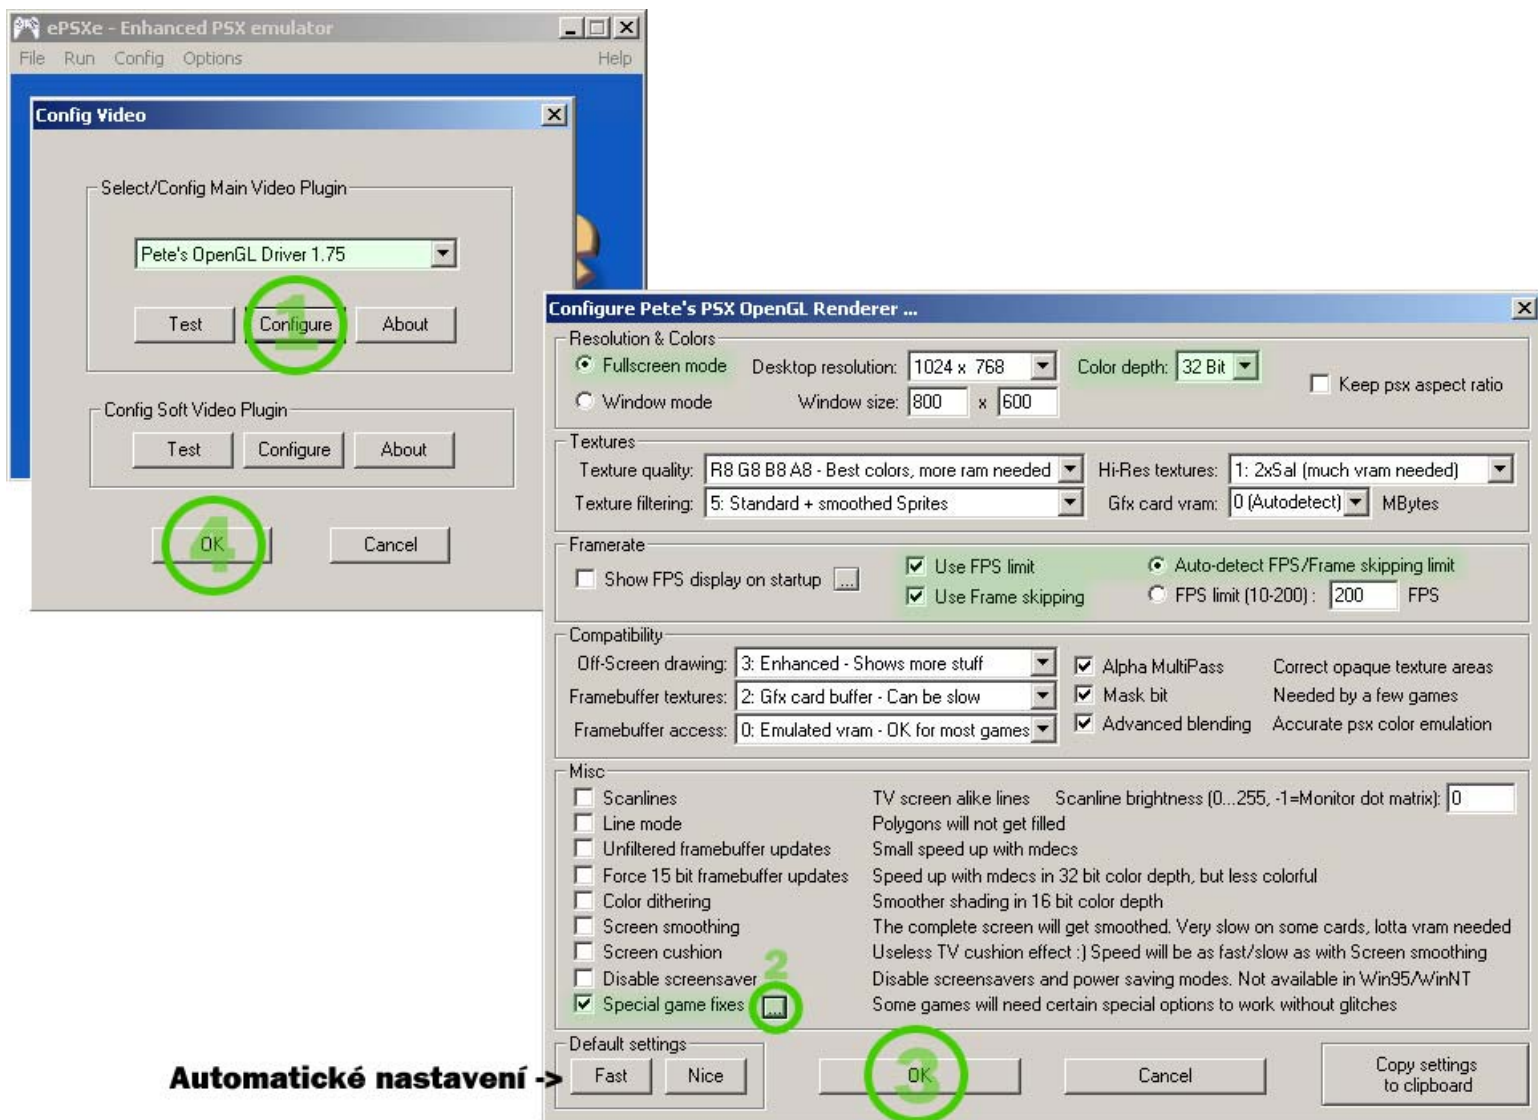 ePSXe - Enhanced PSX emulator
File Run Config Options Help
Config Video
Select/Config Main Video Plugin
Pete's OpenGL Driver 1.75
Test Configure About
1
Config Soft Video Plugin
Test Configure About
OK Cancel
4
Configure Pete's PSX OpenGL Renderer ...
Resolution & Colors
Fullscreen mode Desktop resolution: 1024 x 768 Color depth: 32 Bit Keep psx aspect ratio
Window mode Window size: 800 x 600
Textures
Texture quality: R8 G8 B8 A8 - Best colors, more ram needed Hi-Res textures: 1: 2xSaI (much vram needed)
Texture filtering: 5: Standard + smoothed Sprites Gfx card vram: 0 (Autodetect) MBytes
Framerate
Show FPS display on startup ... Use FPS limit Auto-detect FPS/Frame skipping limit
Use Frame skipping FPS limit (10-200) : 200 FPS
Compatibility
Off-Screen drawing: 3: Enhanced - Shows more stuff Alpha MultiPass Correct opaque texture areas
Framebuffer textures: 2: Gfx card buffer - Can be slow Mask bit Needed by a few games
Framebuffer access: 0: Emulated vram - OK for most games Advanced blending Accurate psx color emulation
Misc
Scanlines TV screen alike lines Scanline brightness (0...255, -1=Monitor dot matrix): 0
Line mode Polygons will not get filled
Unfiltered framebuffer updates Small speed up with mdecs
Force 15 bit framebuffer updates Speed up with mdecs in 32 bit color depth, but less colorful
Color dithering Smoother shading in 16 bit color depth
Screen smoothing The complete screen will get smoothed. Very slow on some cards, lotta vram needed
Screen cushion Useless TV cushion effect :) Speed will be as fast/slow as with Screen smoothing
2
Disable screensaver Disable screensavers and power saving modes. Not available in Win95/WinNT
Special game fixes ... Some games will need certain special options to work without glitches
Default settings
Automatické nastavení -> Fast Nice OK Cancel Copy settings to clipboard
3